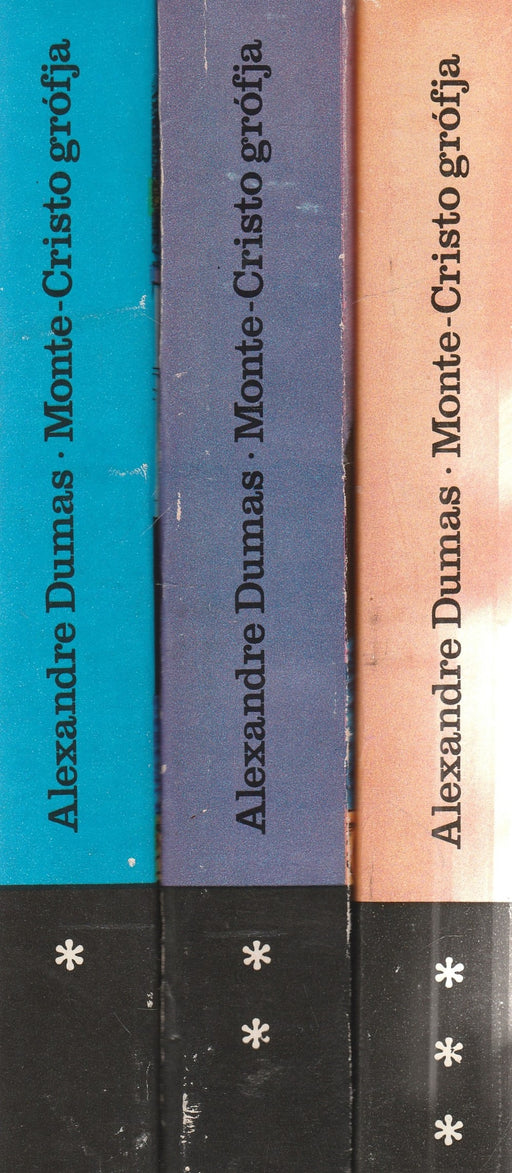 Alexandre Dumas · Monte-Cristo grófja
*
Alexandre Dumas · Monte-Cristo grófja
* *
Alexandre Dumas · Monte-Cristo grófja
* * *